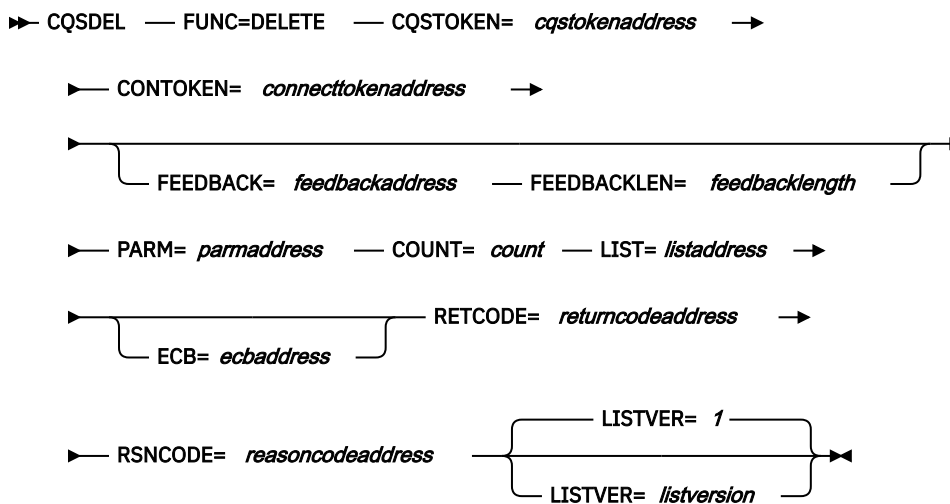 CQSDEL FUNC=DELETE CQSTOKEN= cqstokenaddress
CONTOKEN= connecttokenaddress
FEEDBACK= feedbackaddress FEEDBACKLEN= feedbacklength
PARM= parmaddress COUNT= count LIST= listaddress
RETCODE= returncodeaddress
ECB= ecbaddress
LISTVER= 1
RSNCODE= reasoncodeaddress
LISTVER= listversion